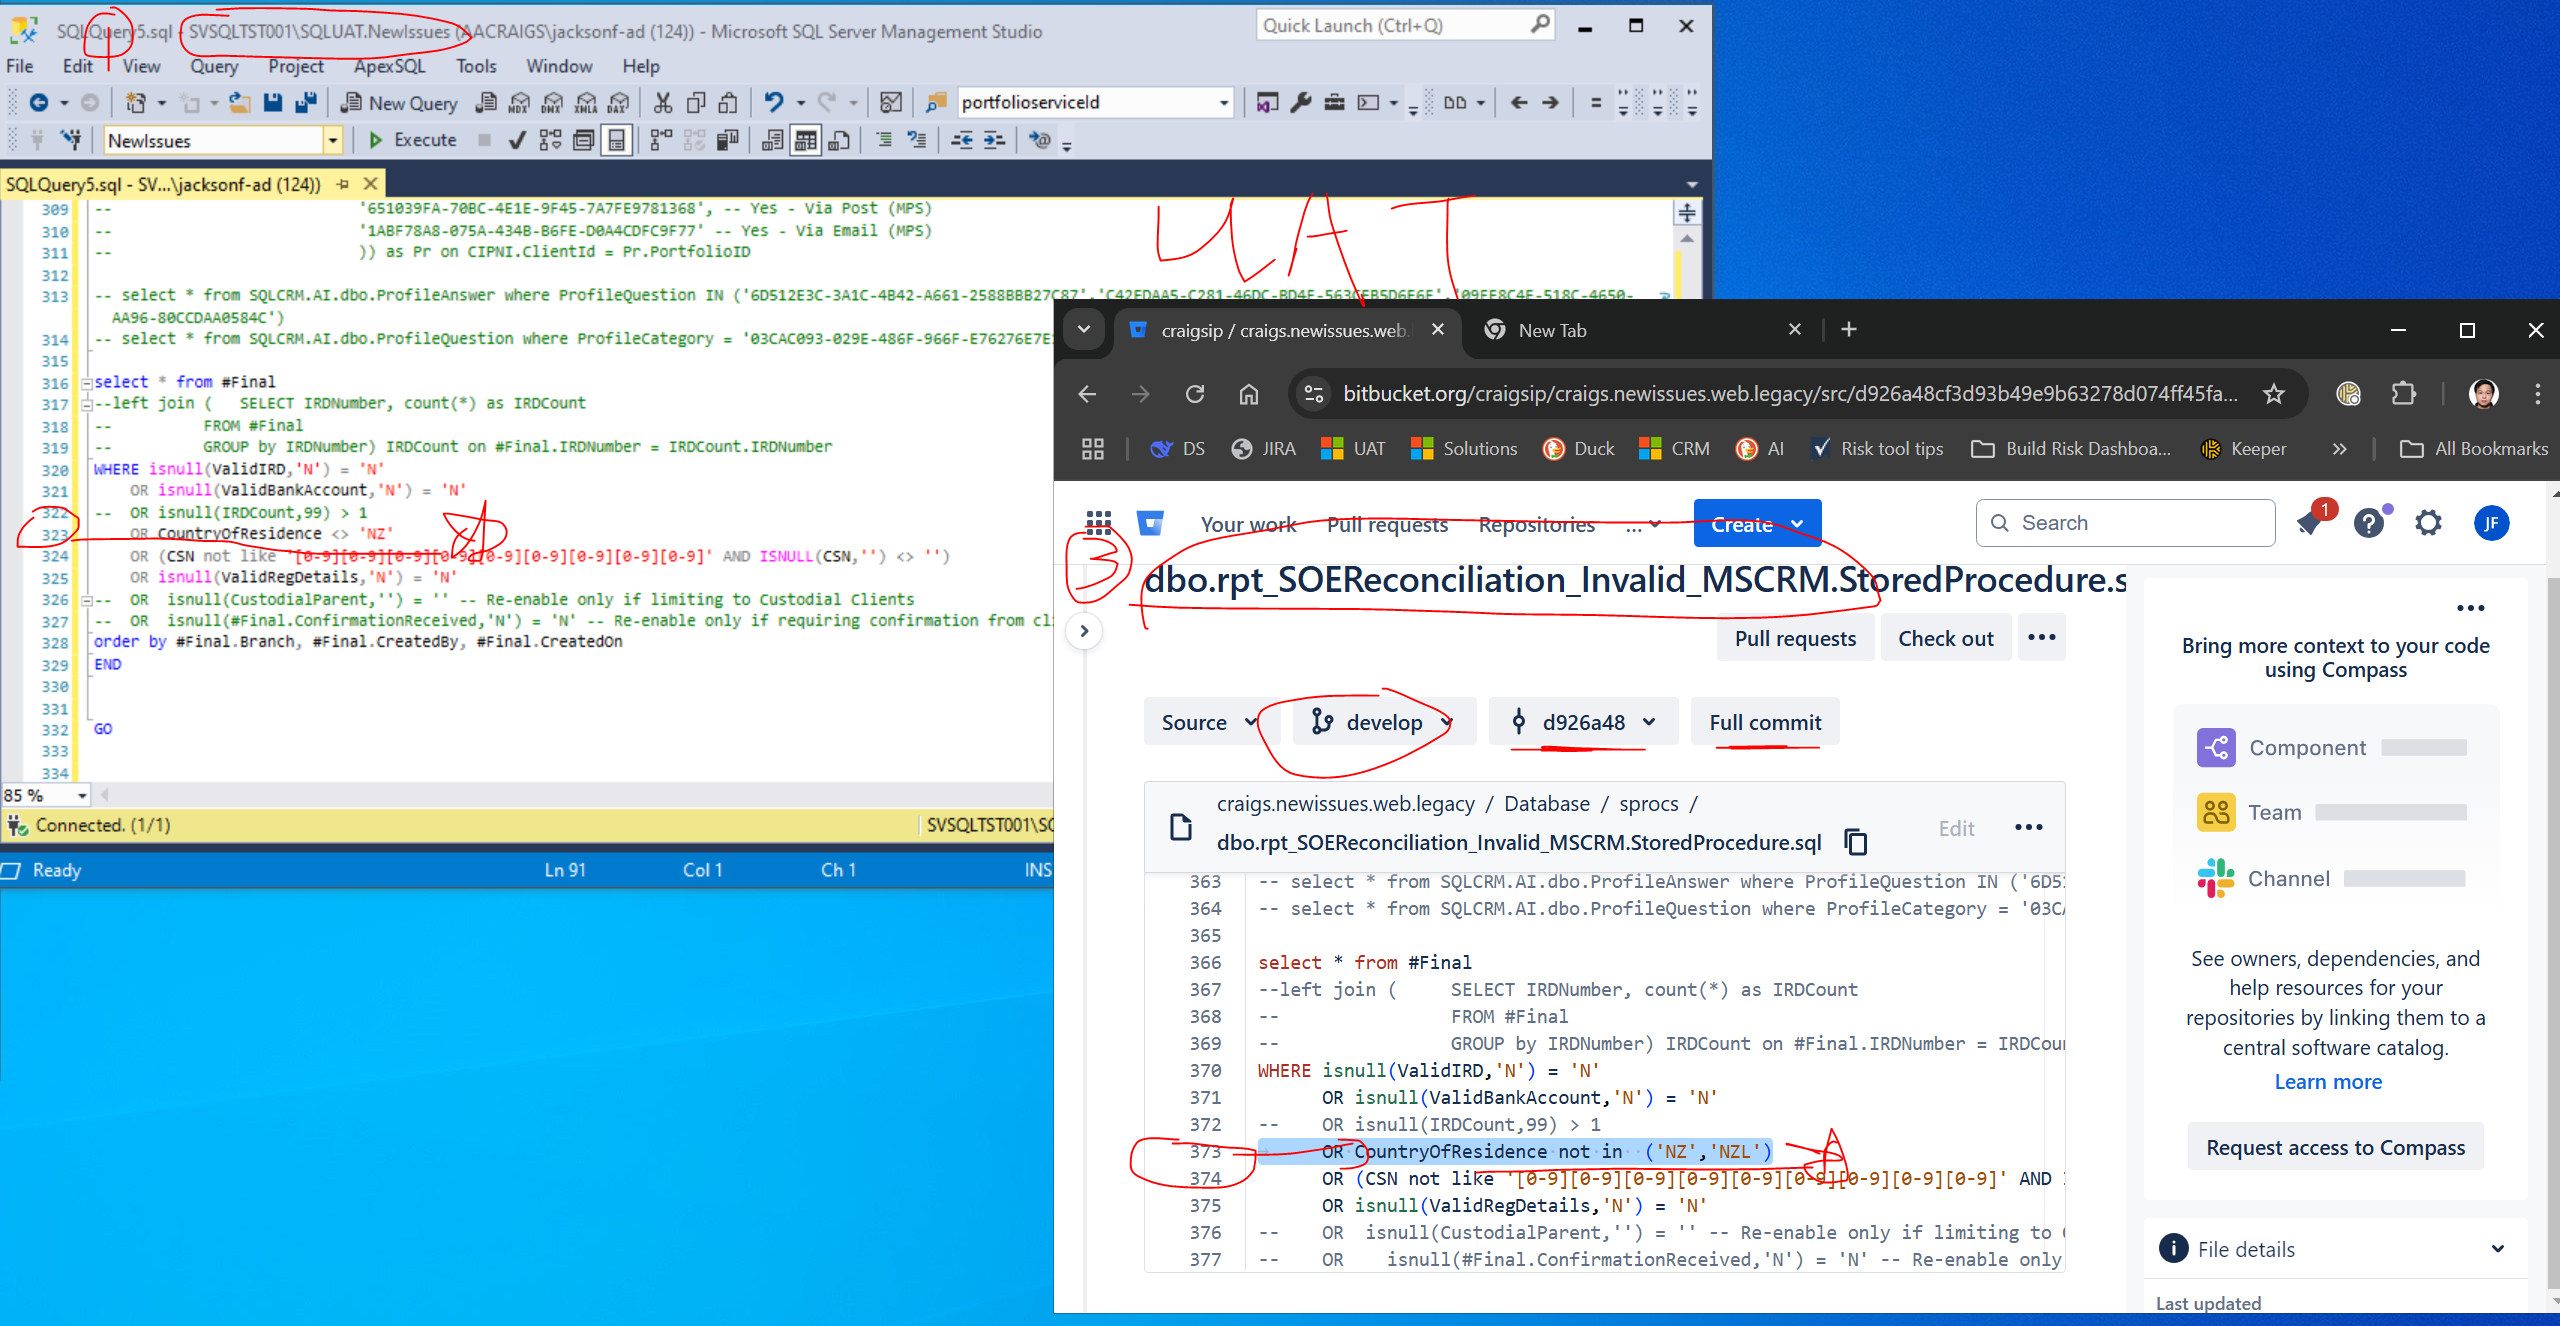 SQLQuery5.sql - SVSQLTST001\SQLUAT.NewIssues (AACRAIGS\jacksonf-ad (124)) - Microsoft SQL Server Management Studio
Quick Launch (Ctrl+Q)
File Edit View Query Project ApexSQL Tools Window Help
New Query MDX DMX XMLA DAX portfolioserviceId
NewIssues Execute
SQLQuery5.sql - SV...\jacksonf-ad (124))
309 -- '651039FA-70BC-4E1E-9F45-7A7FE9781368', -- Yes - Via Post (MPS)
310 -- '1ABF78A8-075A-434B-B6FE-D0A4CDFC9F77' -- Yes - Via Email (MPS)
311 -- )) as Pr on CIPNI.ClientId = Pr.PortfolioID
312
313 -- select * from SQLCRM.AI.dbo.ProfileAnswer where ProfileQuestion IN ('6D512E3C-3A1C-4B42-A661-2588BBB27C87'
AA96-80CCDAA0584C')
314 -- select * from SQLCRM.AI.dbo.ProfileQuestion where ProfileCategory = '03CAC093-029E-486F-966F-E76276E7E
315
316 select * from #Final
317 --left join ( SELECT IRDNumber, count(*) as IRDCount
318 -- FROM #Final
319 -- GROUP by IRDNumber) IRDCount on #Final.IRDNumber = IRDCount.IRDNumber
320 WHERE isnull(ValidIRD,'N') = 'N'
321 OR isnull(ValidBankAccount,'N') = 'N'
322 -- OR isnull(IRDCount,99) > 1
323 OR CountryOfResidence <> 'NZ'
324 OR (CSN not like '[0-9][0-9][0-9][0-9][0-9][0-9][0-9][0-9][0-9]' AND ISNULL(CSN,'') <> '')
325 OR isnull(ValidRegDetails,'N') = 'N'
326 -- OR isnull(CustodialParent,'') = '' -- Re-enable only if limiting to Custodial Clients
327 -- OR isnull(#Final.ConfirmationReceived,'N') = 'N' -- Re-enable only if requiring confirmation from cl
328 order by #Final.Branch, #Final.CreatedBy, #Final.CreatedOn
329 END
330
331
332 GO
333
334
85 %
Connected. (1/1) SVSQLTST001\SQ
Ready Ln 91 Col 1 Ch 1 INS
1
UAT
craigsip / craigs.newissues.web.
New Tab
bitbucket.org/craigsip/craigs.newissues.web.legacy/src/d926a48cf3d93b49e9b63278d074ff45fa...
DS JIRA UAT Solutions Duck CRM AI Risk tool tips Build Risk Dashboa... Keeper » All Bookmarks
Your work Pull requests Repositories ... Create Search 1 JF
3
dbo.rpt_SOEReconciliation_Invalid_MSCRM.StoredProcedure.s
Pull requests Check out
Source develop d926a48 Full commit
craigs.newissues.web.legacy / Database / sprocs /
dbo.rpt_SOEReconciliation_Invalid_MSCRM.StoredProcedure.sql Edit
363 -- select * from SQLCRM.AI.dbo.ProfileAnswer where ProfileQuestion IN ('6D51
364 -- select * from SQLCRM.AI.dbo.ProfileQuestion where ProfileCategory = '03CA
365
366 select * from #Final
367 --left join ( SELECT IRDNumber, count(*) as IRDCount
368 -- FROM #Final
369 -- GROUP by IRDNumber) IRDCount on #Final.IRDNumber = IRDCou
370 WHERE isnull(ValidIRD,'N') = 'N'
371 OR isnull(ValidBankAccount,'N') = 'N'
372 -- OR isnull(IRDCount,99) > 1
373 OR CountryOfResidence not in ('NZ','NZL')
374 OR (CSN not like '[0-9][0-9][0-9][0-9][0-9][0-9][0-9][0-9][0-9]' AND
375 OR isnull(ValidRegDetails,'N') = 'N'
376 -- OR isnull(CustodialParent,'') = '' -- Re-enable only if limiting to
377 -- OR isnull(#Final.ConfirmationReceived,'N') = 'N' -- Re-enable only
Bring more context to your code
using Compass
Component
Team
Channel
See owners, dependencies, and
help resources for your
repositories by linking them to a
central software catalog.
Learn more
Request access to Compass
File details
Last updated